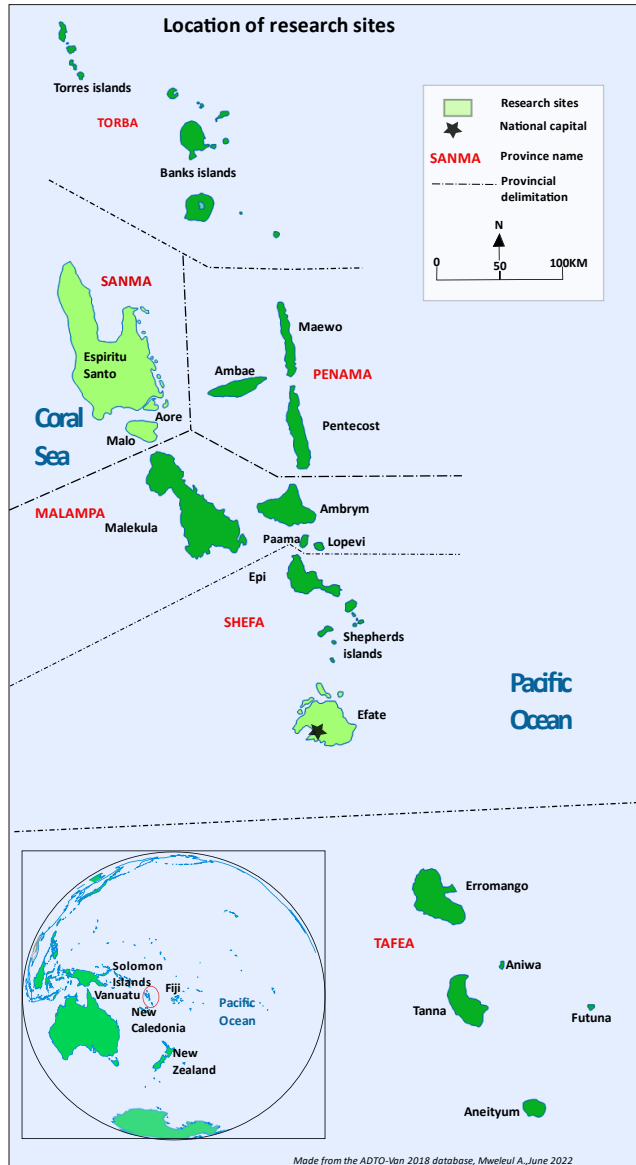 Location of research sites
Torres islands
TORBA
Banks islands
Research sites
National capital
SANMA
Province name
Provincial
delimitation
N
0
50
100KM
SANMA
Maewo
Espiritu
Santo
Ambae
PENAMA
Aore
Coral
Sea
Malo
Pentecost
MALAMPA
Malekula
Ambrym
Paama
Lopevi
Epi
SHEFA
Shepherds
islands
Pacific
Ocean
Efate
Erromango
TAFEA
Aniwa
Tanna
Futuna
Aneityum
Solomon
Islands
Vanuatu
Fiji
New
Caledonia
Pacific
Ocean
New
Zealand
Made from the ADTO-Van 2018 database, Mweleul A.,June 2022